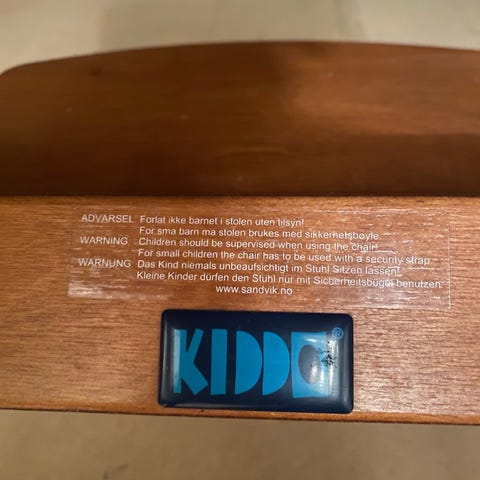 ADVARSEL Forlat ikke barnet i stolen uten tilsyn!
For sma barn ma stolen brukes med sikkerhetsbøyle.
WARNING Children should be supervised when using the chair!
For small children the chair has to be used with a security strap
WARNUNG Das Kind niemals unbeaufsichtigt im Stuhl Sitzen lassen!
Kleine Kinder dürfen den Stuhl nur mit Sicherheitsbügel benutzen.
www.sandvik.no
KIDDO®